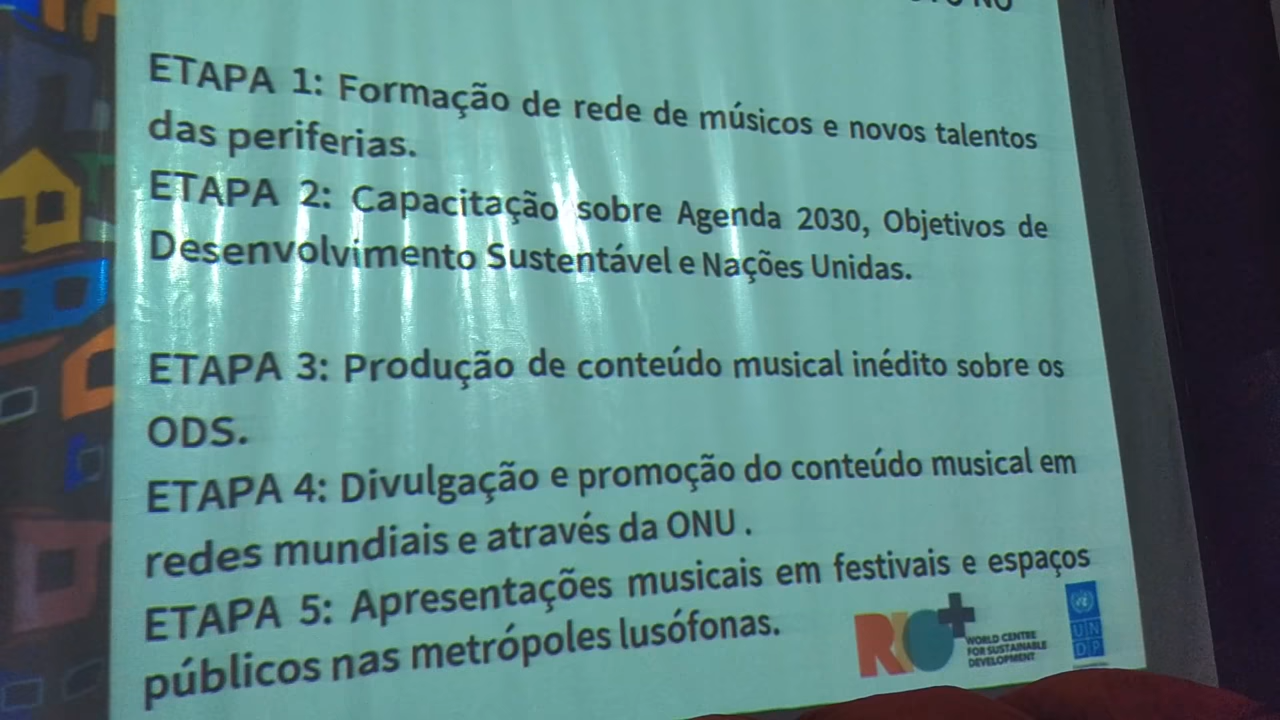 NO
ETAPA 1: Formação de rede de músicos e novos talentos
das periferias.
ETAPA 2: Capacitação sobre Agenda 2030, Objetivos de
Desenvolvimento Sustentável e Nações Unidas.
ETAPA 3: Produção de conteúdo musical inédito sobre os
ODS.
ETAPA 4: Divulgação e promoção do conteúdo musical em
redes mundiais e através da ONU .
ETAPA 5: Apresentações musicais em festivais e espaços
públicos nas metrópoles lusófonas.
RIO+
WORLD CENTRE
FOR SUSTAINABLE
DEVELOPMENT
UN
DP